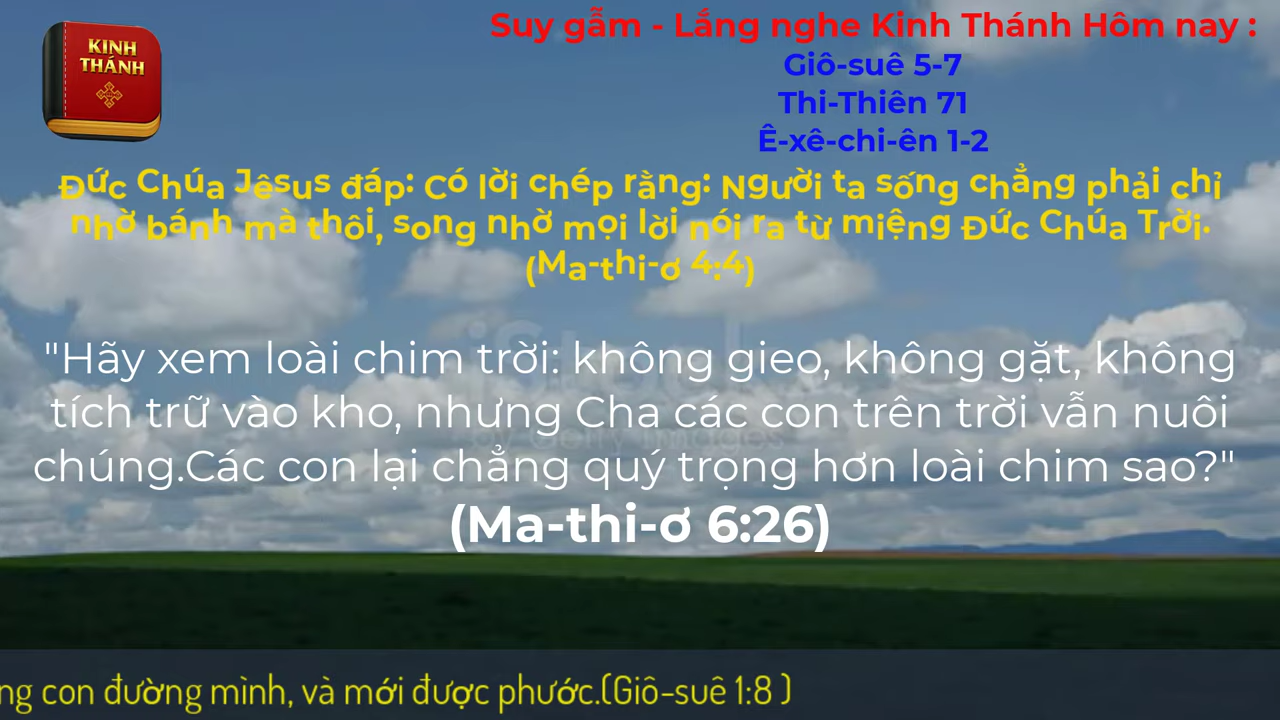 KINH
THÁNH
Suy gẫm - Lắng nghe Kinh Thánh Hôm nay :
Giô-suê 5-7
Thi-Thiên 71
Ê-xê-chi-ên 1-2
Đức Chúa Jêsus đáp: Có lời chép rằng: Người ta sống chẳng phải chỉ
nhờ bánh mà thôi, song nhờ mọi lời nói ra từ miệng Đức Chúa Trời.
(Ma-thi-ơ 4:4)
"Hãy xem loài chim trời: không gieo, không gặt, không
tích trữ vào kho, nhưng Cha các con trên trời vẫn nuôi
chúng.Các con lại chẳng quý trọng hơn loài chim sao?"
(Ma-thi-ơ 6:26)
iStock
by Getty Images
ng con đường mình, và mới được phước.(Giô-suê 1:8 )